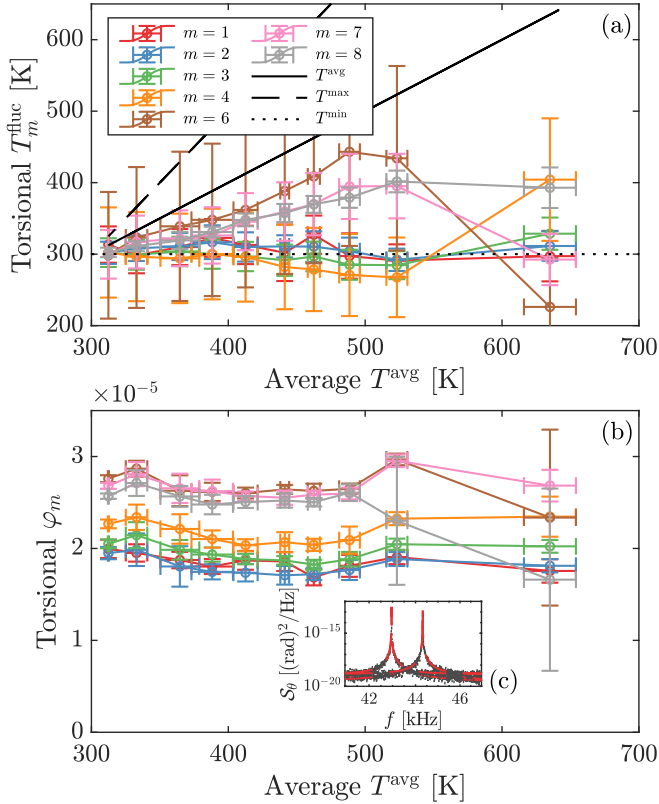 600
500
400
300
200
Torsional T_m^fluc [K]
(a)
m = 1
m = 2
m = 3
m = 4
m = 6
m = 7
m = 8
T^avg
T^max
T^min
300 400 500 600 700
Average T^avg [K]
×10^-5
3
2
1
0
Torsional φ_m
(b)
S_θ [(rad)^2/Hz]
10^-15
10^-20
42 44 46
f [kHz]
(c)
300 400 500 600 700
Average T^avg [K]